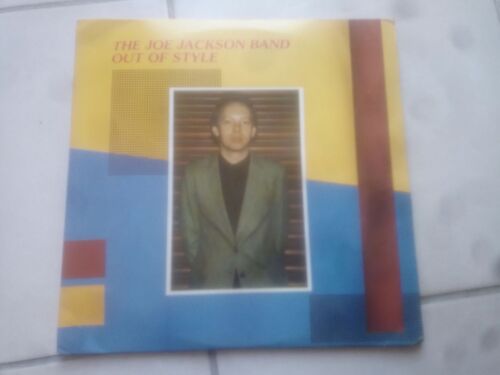 THE JOE JACKSON BAND
OUT OF STYLE